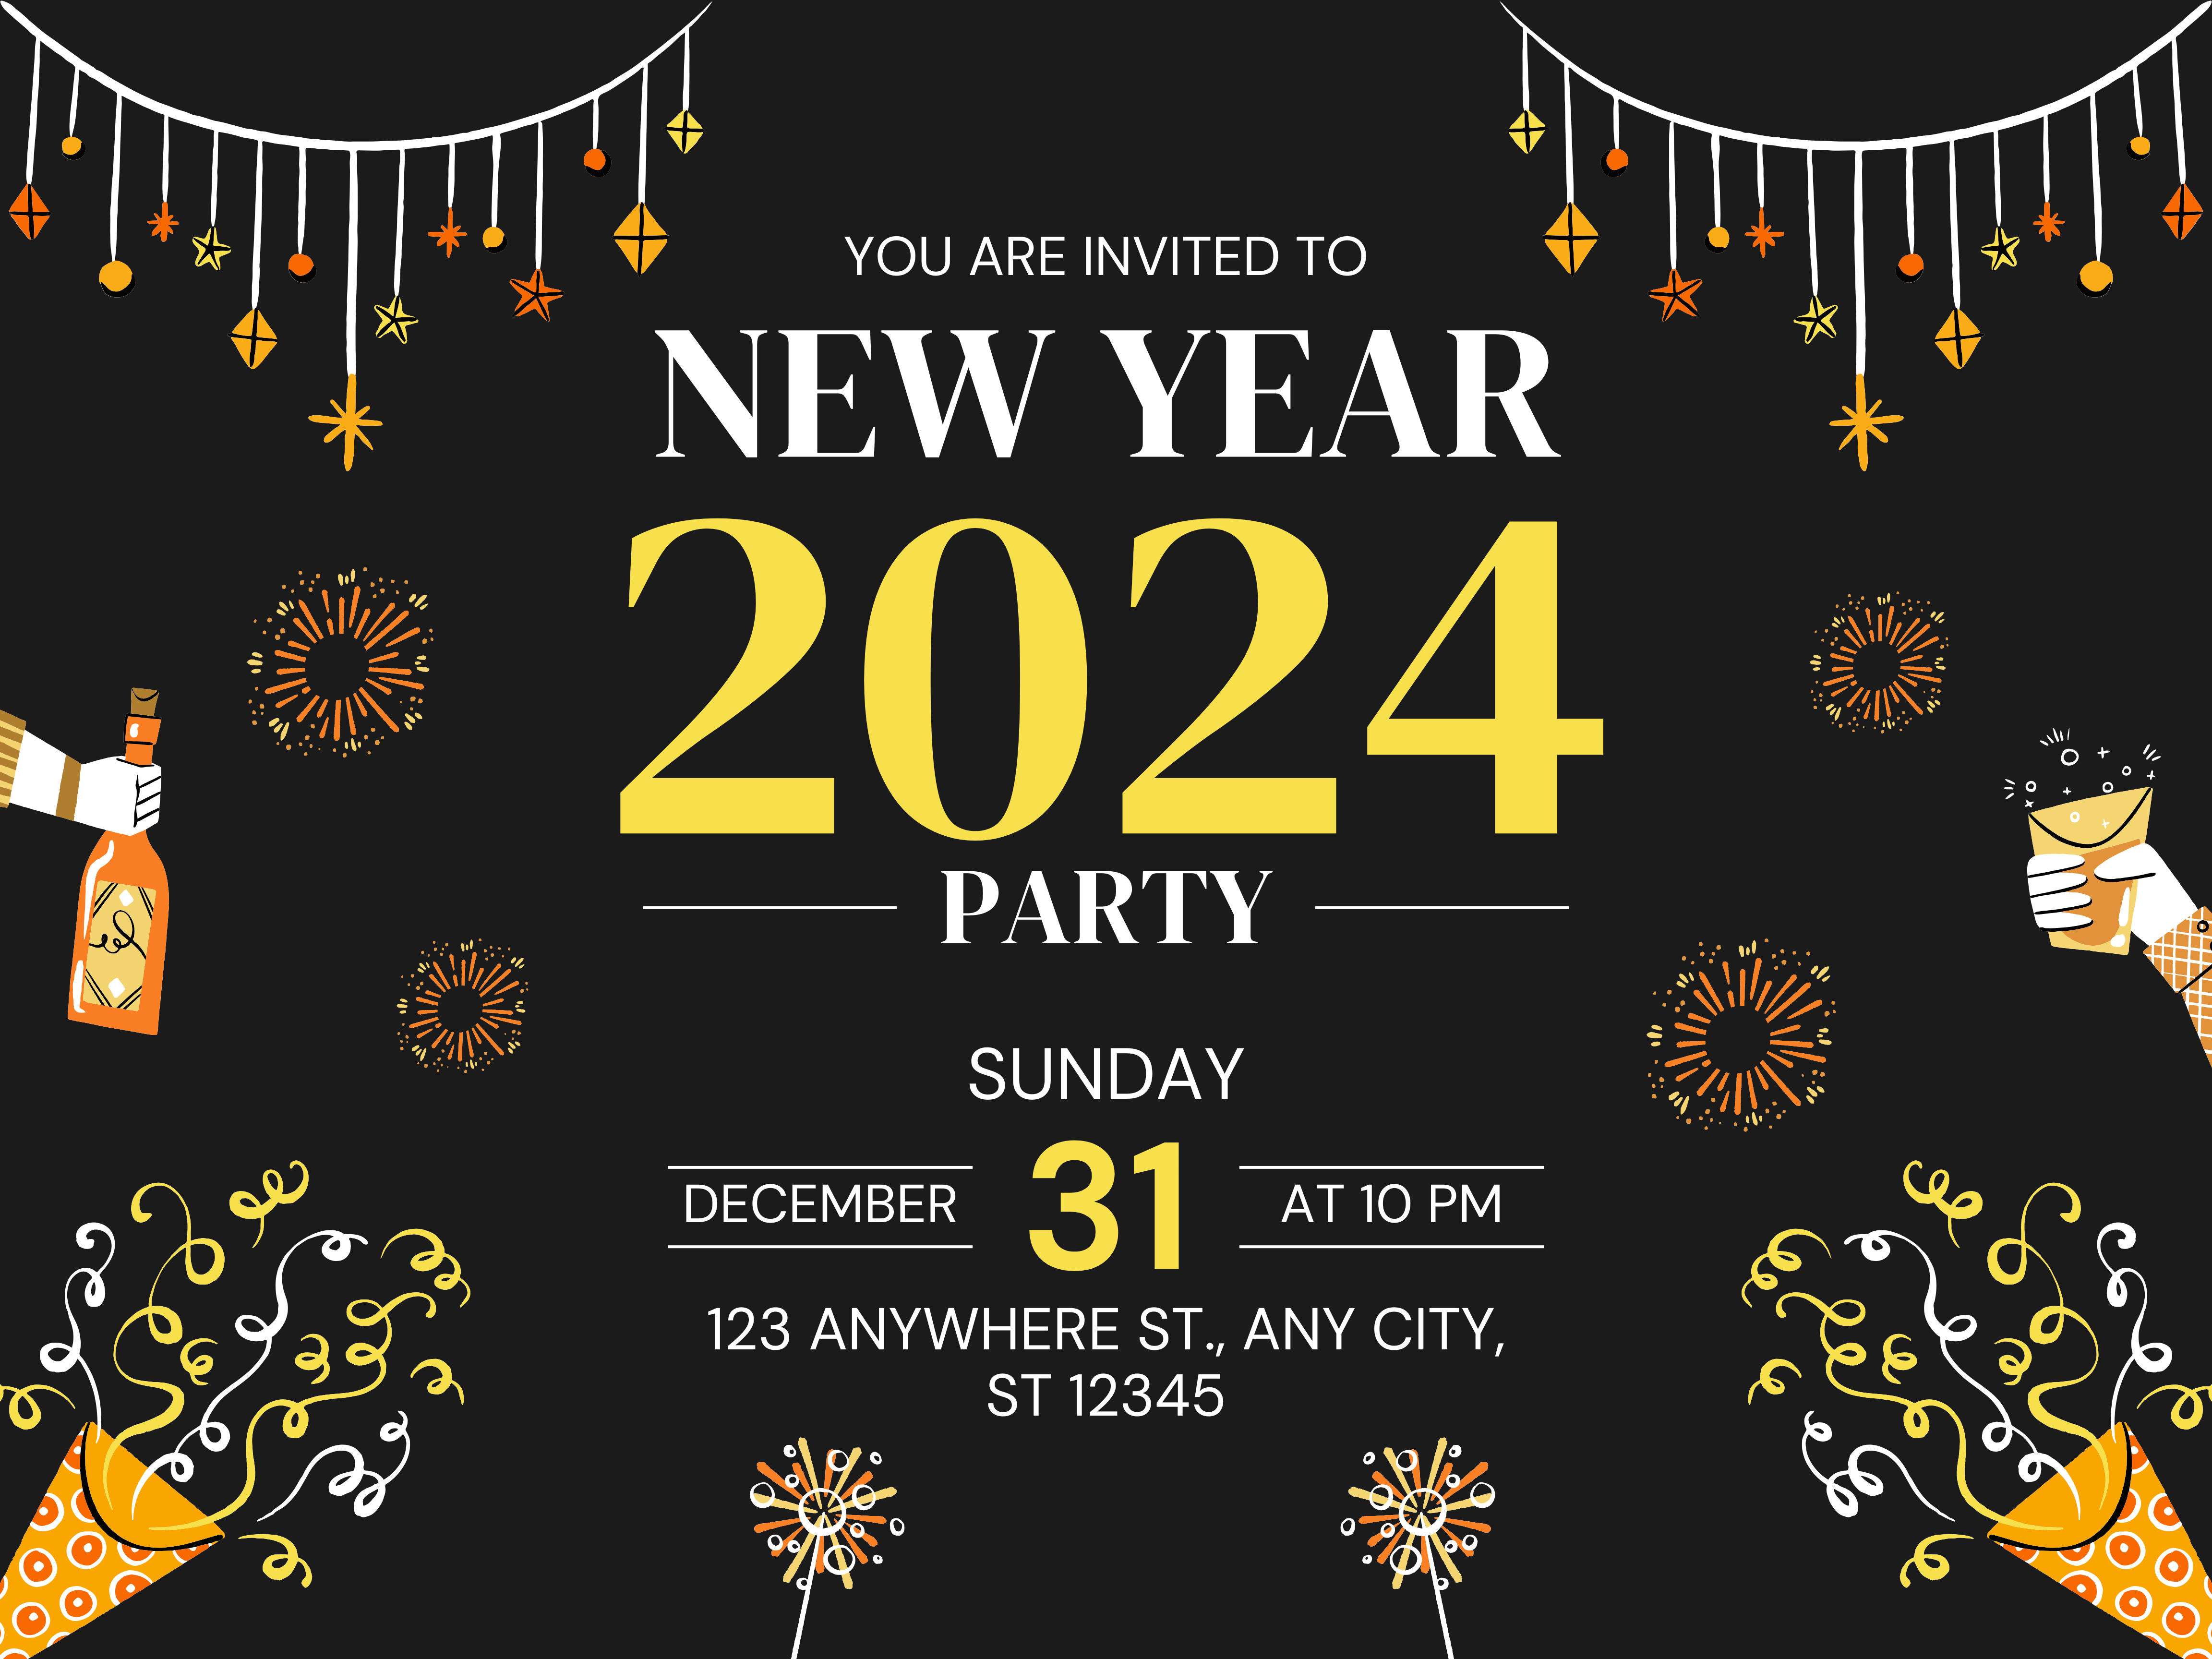 YOU ARE INVITED TO
NEW YEAR
2024
PARTY
SUNDAY
DECEMBER 31 AT 10 PM
123 ANYWHERE ST., ANY CITY,
ST 12345